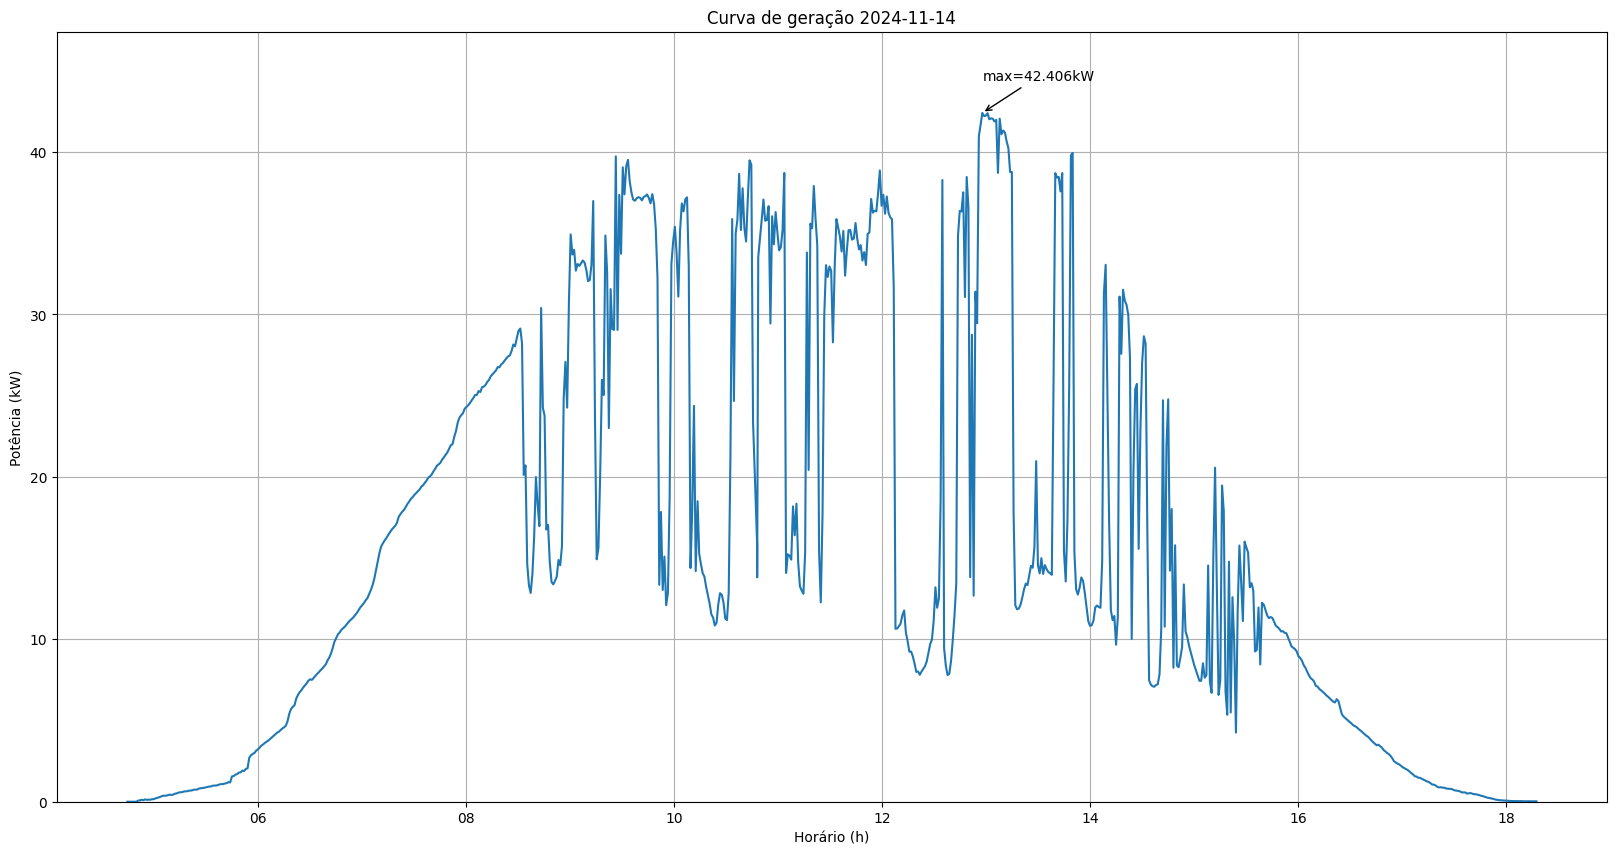 Curva de geração 2024-11-14
max=42.406kW
Potência (kW)
40
30
20
10
0
06 08 10 12 14 16 18
Horário (h)